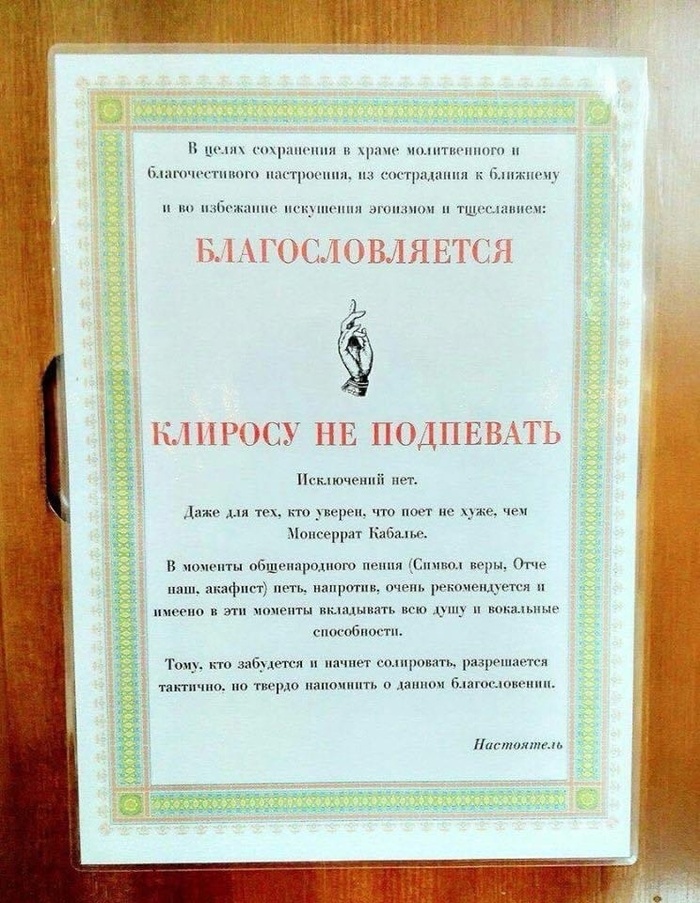 В целях сохранения в храме молитвенного и
благочестивого настроения, из сострадания к ближнему
и во избежание искушения эгоизмом и тщеславием:
БЛАГОСЛОВЛЯЕТСЯ
КЛИРОСУ НЕ ПОДПЕВАТЬ
Исключений нет.
Даже для тех, кто уверен, что поет не хуже, чем
Монсеррат Кабалье.
В моменты общенародного пения (Символ веры, Отче
наш, акафист) петь, напротив, очень рекомендуется и
имеено в эти моменты вкладывать всю душу и вокальные
способности.
Тому, кто забудется и начнет солировать, разрешается
тактично, но твердо напомнить о данном благословении.
Настоятель